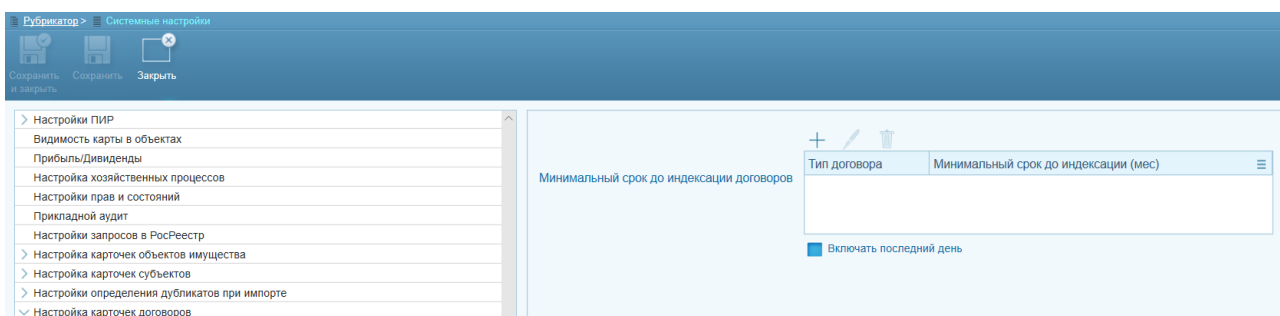 Рубрикатор > Системные настройки
Сохранить и закрыть
Сохранить
Закрыть
Настройки ПИР
Видимость карты в объектах
Прибыль/Дивиденды
Настройка хозяйственных процессов
Настройки прав и состояний
Прикладной аудит
Настройки запросов в РосРеестр
Настройка карточек объектов имущества
Настройка карточек субъектов
Настройки определения дубликатов при импорте
Настройка карточек договоров
Минимальный срок до индексации договоров
Тип договора
Минимальный срок до индексации (мес)
Включать последний день